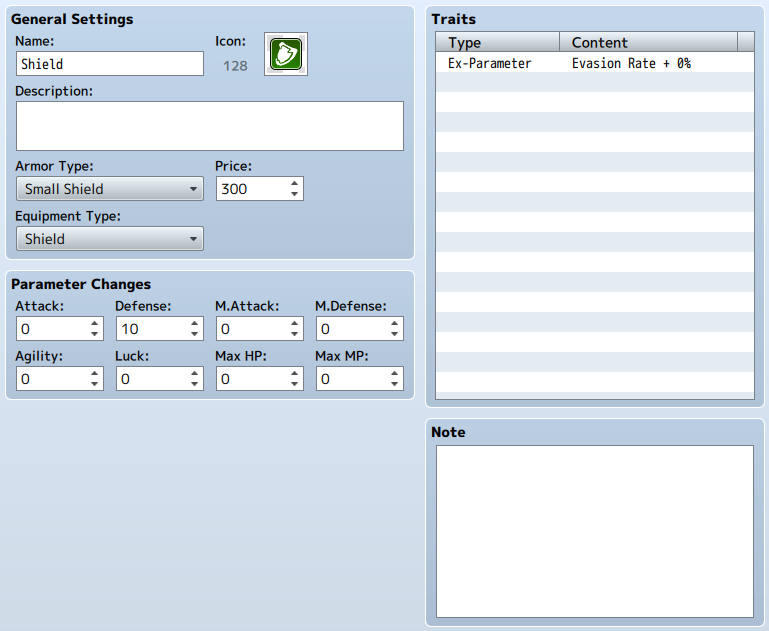 General Settings
Name: Icon:
Shield 128
Description:
Armor Type: Price:
Small Shield 300
Equipment Type:
Shield
Parameter Changes
Attack: Defense: M.Attack: M.Defense:
0 10 0 0
Agility: Luck: Max HP: Max MP:
0 0 0 0
Traits
Type Content
Ex-Parameter Evasion Rate + 0%
Note